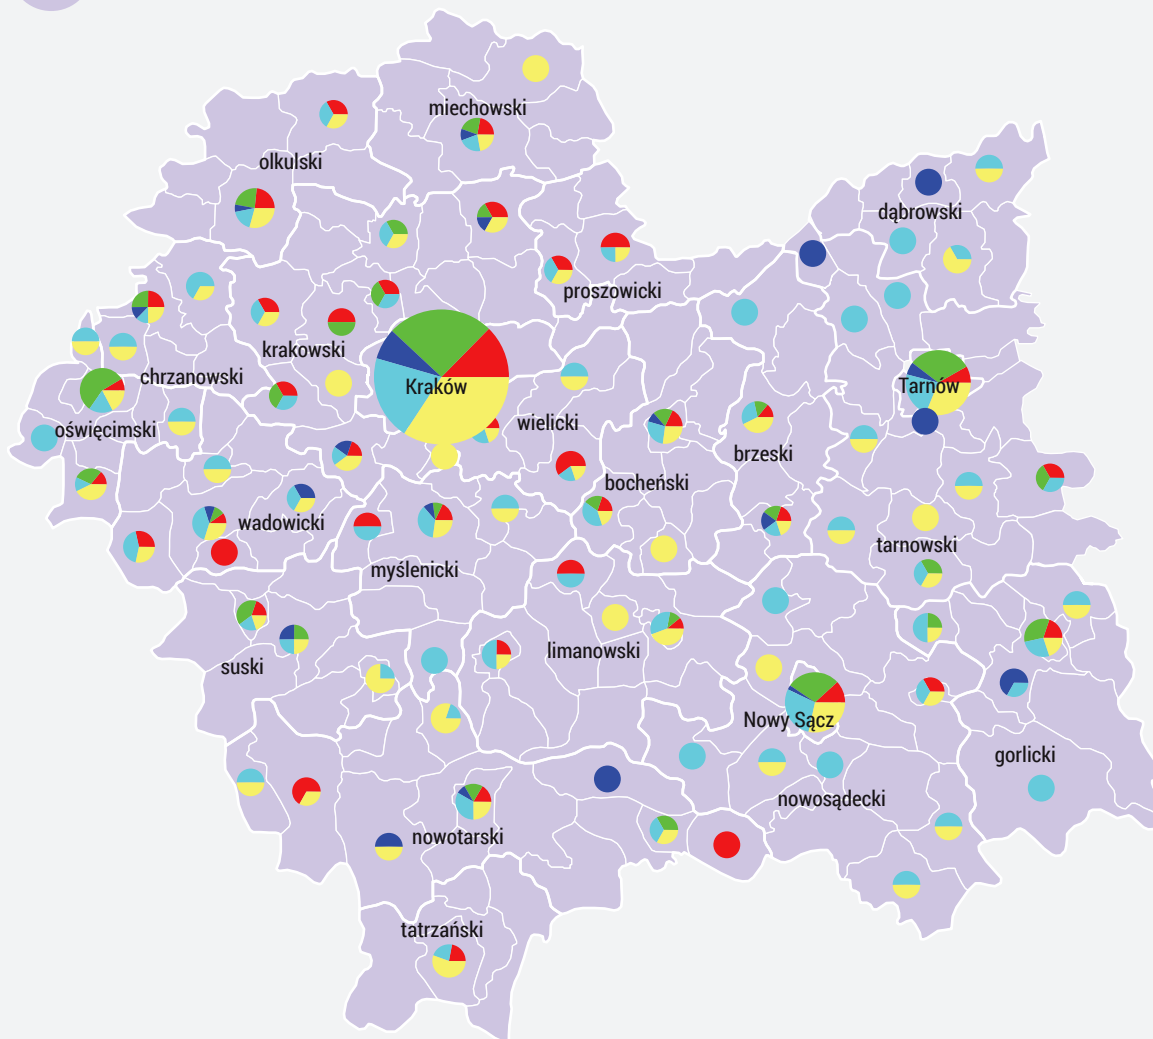 miechowski
olkulski
dąbrowski
proszowicki
krakowski
chrzanowski
Kraków
Tarnów
oświęcimski
wielicki
brzeski
bocheński
wadowicki
tarnowski
myślenicki
limanowski
suski
Nowy Sącz
gorlicki
nowosądecki
nowotarski
tatrzański